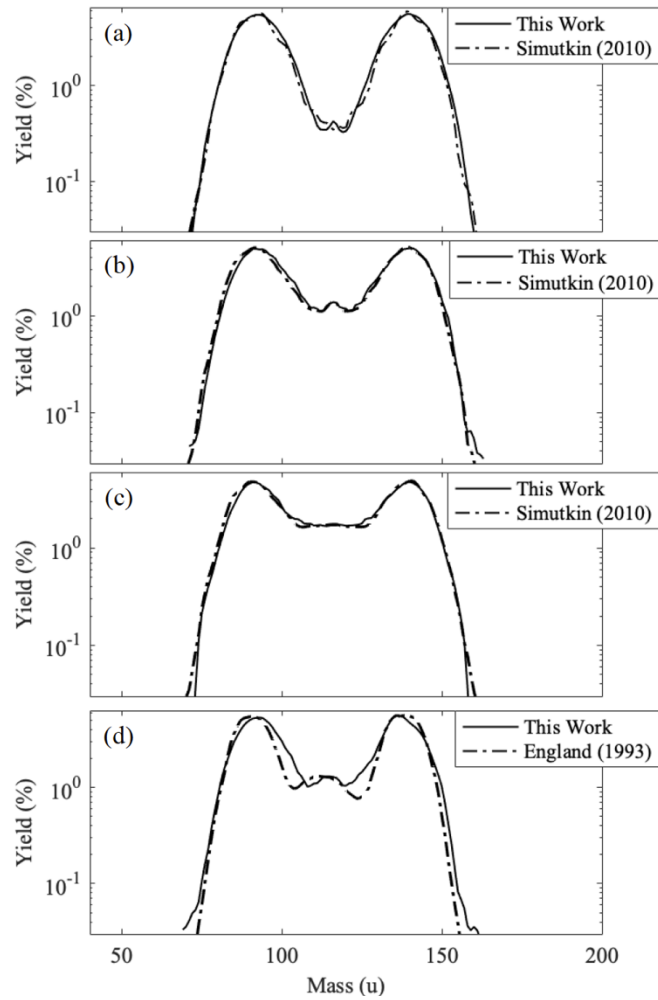 (a)
This Work
Simutkin (2010)
Yield (%)
10^0
10^-1
(b)
This Work
Simutkin (2010)
Yield (%)
10^0
10^-1
(c)
This Work
Simutkin (2010)
Yield (%)
10^0
10^-1
(d)
This Work
England (1993)
Yield (%)
10^0
10^-1
50 100 150 200
Mass (u)